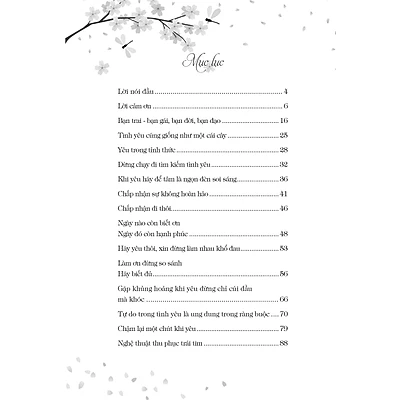 Mục lục
Lời nói đầu ........ 4
Lời cảm ơn ........ 6
Bạn trai - bạn gái, bạn đời, bạn đạo ........ 16
Tình yêu cũng giống như một cái cây ........ 25
Yêu trong tỉnh thức ........ 28
Đừng chạy đi tìm kiếm tình yêu ........ 32
Khi yêu hãy để tâm là ngọn đèn soi sáng ........ 36
Chấp nhận sự không hoàn hảo ........ 41
Chấp nhận đi thôi ........ 46
Ngày nào còn biết ơn
Ngày đó còn hạnh phúc ........ 48
Hãy yêu thôi, xin đừng làm nhau khổ đau ........ 53
Làm ơn đừng so sánh
Hãy biết đủ ........ 56
Gặp khủng hoảng khi yêu đừng chỉ cúi đầu
mà khóc ........ 66
Tự do trong tình yêu là ung dung trong ràng buộc ..... 70
Chậm lại một chút khi yêu ........ 79
Nghệ thuật thu phục trái tim ........ 88